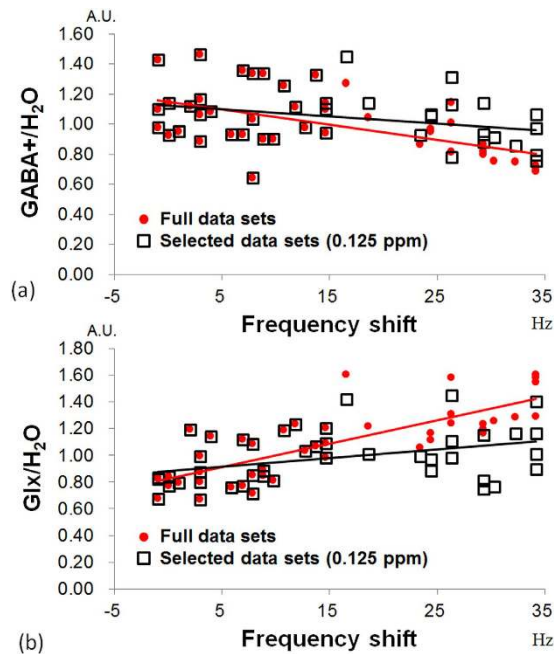 A.U.
1.60
1.40
1.20
1.00
0.80
0.60
0.40
0.20
0.00
GABA+/H2O
Full data sets
Selected data sets (0.125 ppm)
-5 5 15 25 35
(a)
Frequency shift Hz
A.U.
1.80
1.60
1.40
1.20
1.00
0.80
0.60
0.40
0.20
0.00
Glx/H2O
Full data sets
Selected data sets (0.125 ppm)
-5 5 15 25 35
(b)
Frequency shift Hz